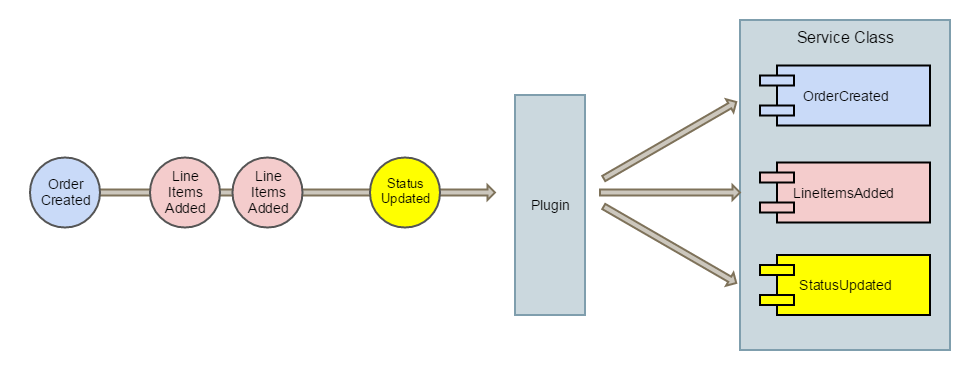 Order
Created
Line
Items
Added
Line
Items
Added
Status
Updated
Plugin
Service Class
OrderCreated
LineItemsAdded
StatusUpdated